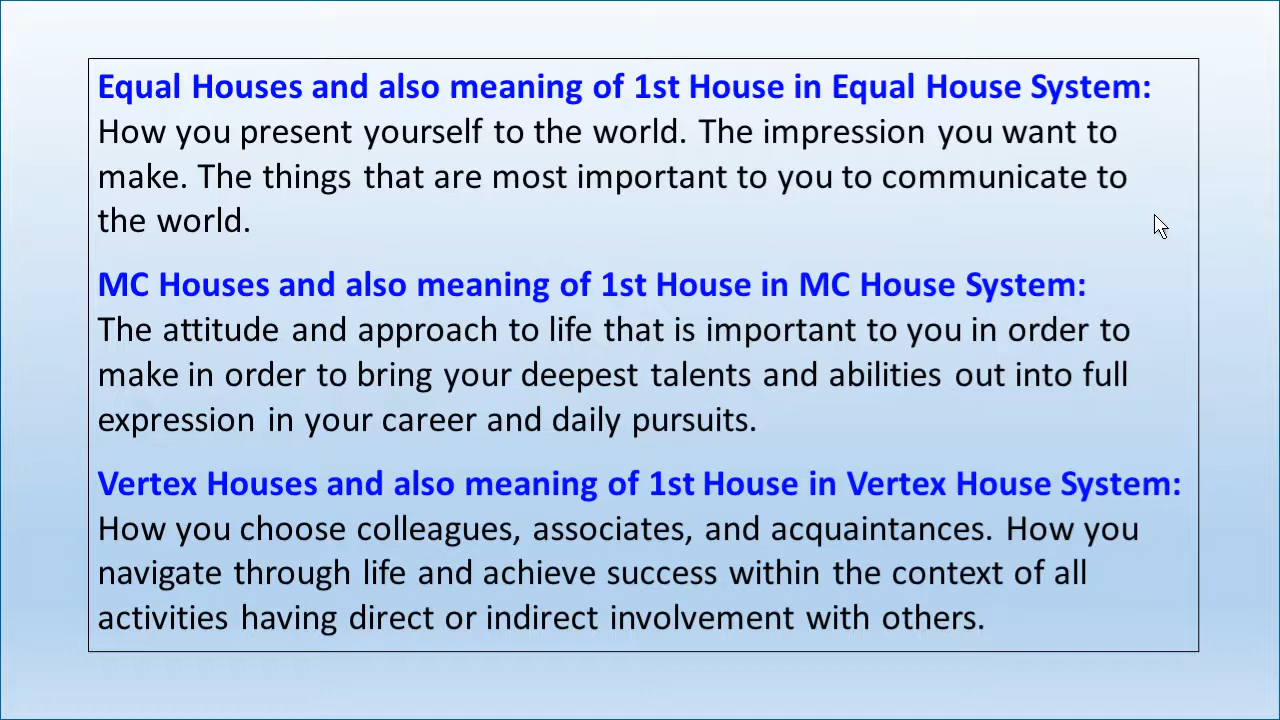 Equal Houses and also meaning of 1st House in Equal House System:
How you present yourself to the world. The impression you want to
make. The things that are most important to you to communicate to
the world.
MC Houses and also meaning of 1st House in MC House System:
The attitude and approach to life that is important to you in order to
make in order to bring your deepest talents and abilities out into full
expression in your career and daily pursuits.
Vertex Houses and also meaning of 1st House in Vertex House System:
How you choose colleagues, associates, and acquaintances. How you
navigate through life and achieve success within the context of all
activities having direct or indirect involvement with others.